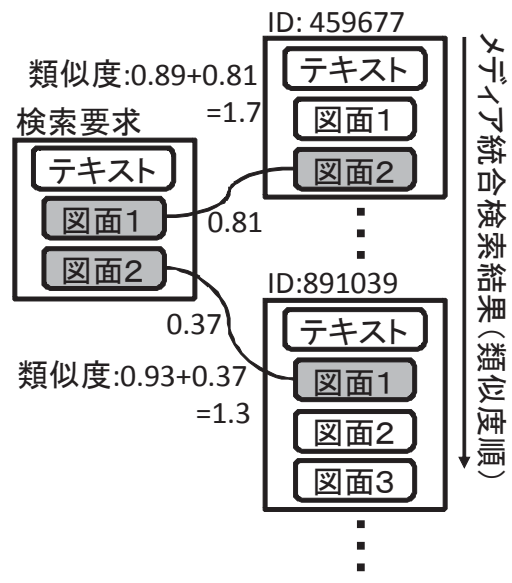 ID: 459677
類似度:0.89+0.81
=1.7
テキスト
図面1
図面2
検索要求
テキスト
図面1
図面2
0.81
0.37
ID:891039
類似度:0.93+0.37
=1.3
テキスト
図面1
図面2
図面3
メディア統合検索結果(類似度順)